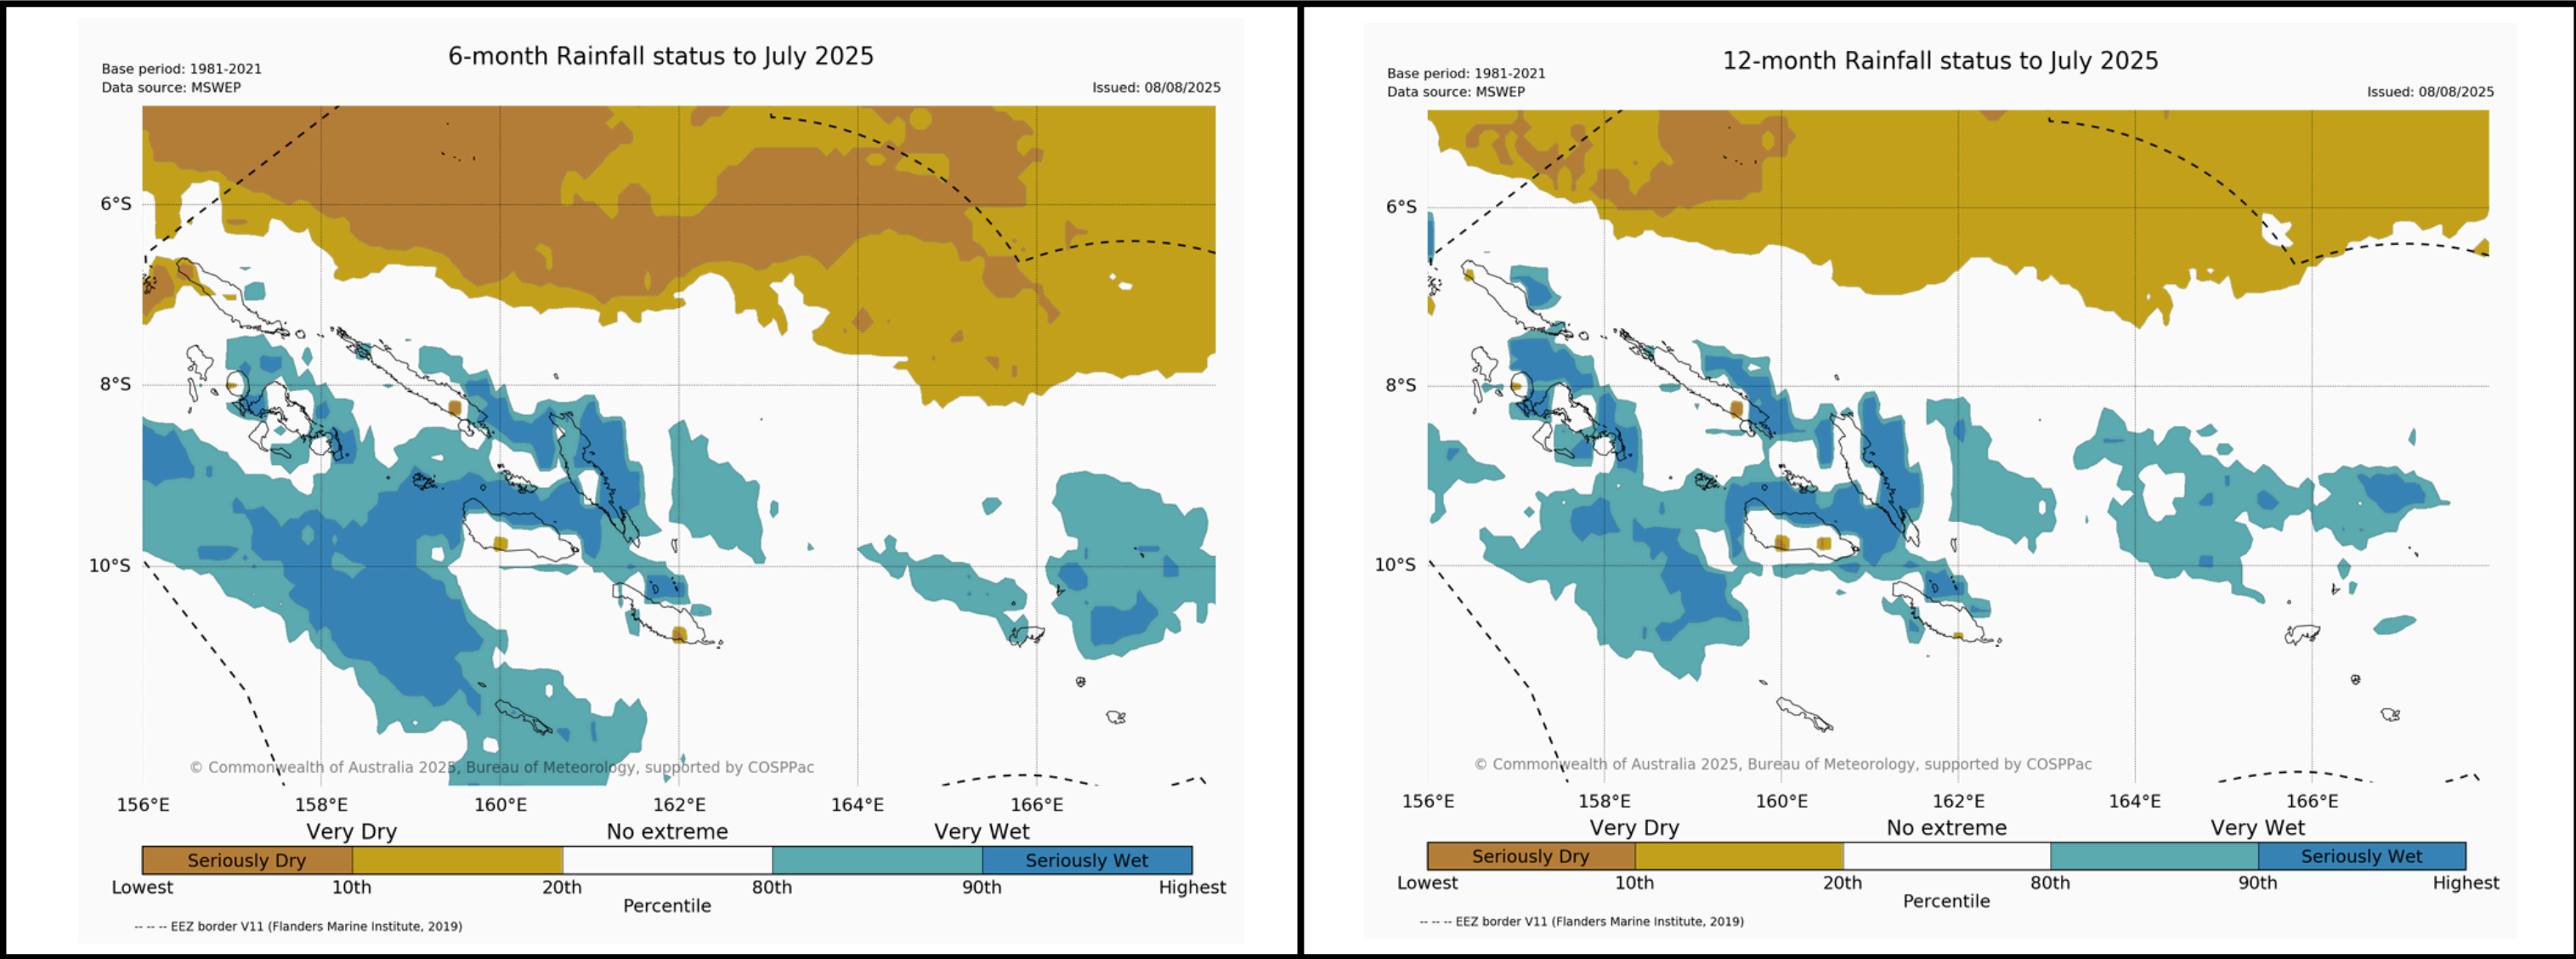 6-month Rainfall status to July 2025
Base period: 1981-2021
Data source: MSWEP
Issued: 08/08/2025
6°S
8°S
10°S
© Commonwealth of Australia 2025, Bureau of Meteorology, supported by COSPPac
156°E 158°E 160°E 162°E 164°E 166°E
Very Dry No extreme Very Wet
Seriously Dry Seriously Wet
Lowest 10th 20th 80th 90th Highest
Percentile
-- -- -- EEZ border V11 (Flanders Marine Institute, 2019)
12-month Rainfall status to July 2025
Base period: 1981-2021
Data source: MSWEP
Issued: 08/08/2025
6°S
8°S
10°S
© Commonwealth of Australia 2025, Bureau of Meteorology, supported by COSPPac
156°E 158°E 160°E 162°E 164°E 166°E
Very Dry No extreme Very Wet
Seriously Dry Seriously Wet
Lowest 10th 20th 80th 90th Highest
Percentile
-- -- -- EEZ border V11 (Flanders Marine Institute, 2019)